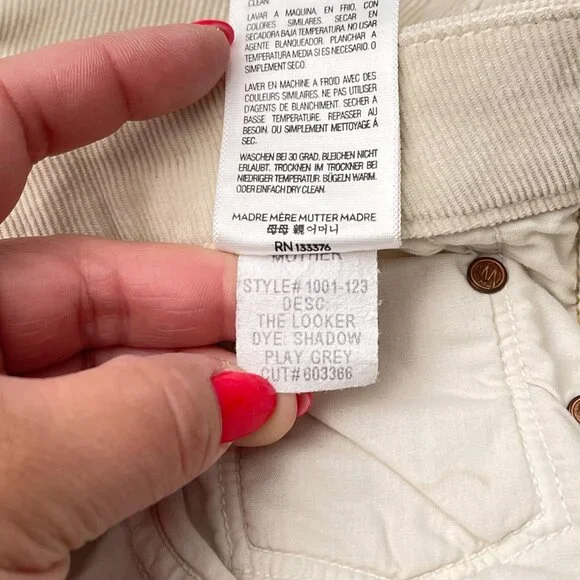 CLEAN.
LAVAR A MAQUINA, EN FRIO, CON
COLORES SIMILARES. SECAR EN
SECADORA BAJA TEMPERATURA. NO USAR
AGENTE BLANQUEADOR. PLANCHAR A
TEMPERATURA MEDIA SI ES NECESARIO. O
SIMPLEMENT SECO.
LAVER EN MACHINE A FROID AVEC DES
COULEURS SIMILAIRES. NE PAS UTILISER
D'AGENTS DE BLANCHIMENT. SECHER A
BASSE TEMPERATURE. REPASSER AU
BESOIN. OU SIMPLEMENT METTOYAGE À
SEC.
WASCHEN BEI 30 GRAD, BLEICHEN NICHT
ERLAUBT. TROCKNEN IM TROCKNER BEI
NIEDRIGER TEMPERATUR. BÜGELN WARM.
ODER EINFACH DRY CLEAN.
MADRE MÈRE MUTTER MADRE
母母 親 어머니
RN 133376
MOTHER
STYLE# 1001-123
DESC:
THE LOOKER
DYE: SHADOW
PLAY GREY
CUT# 603366